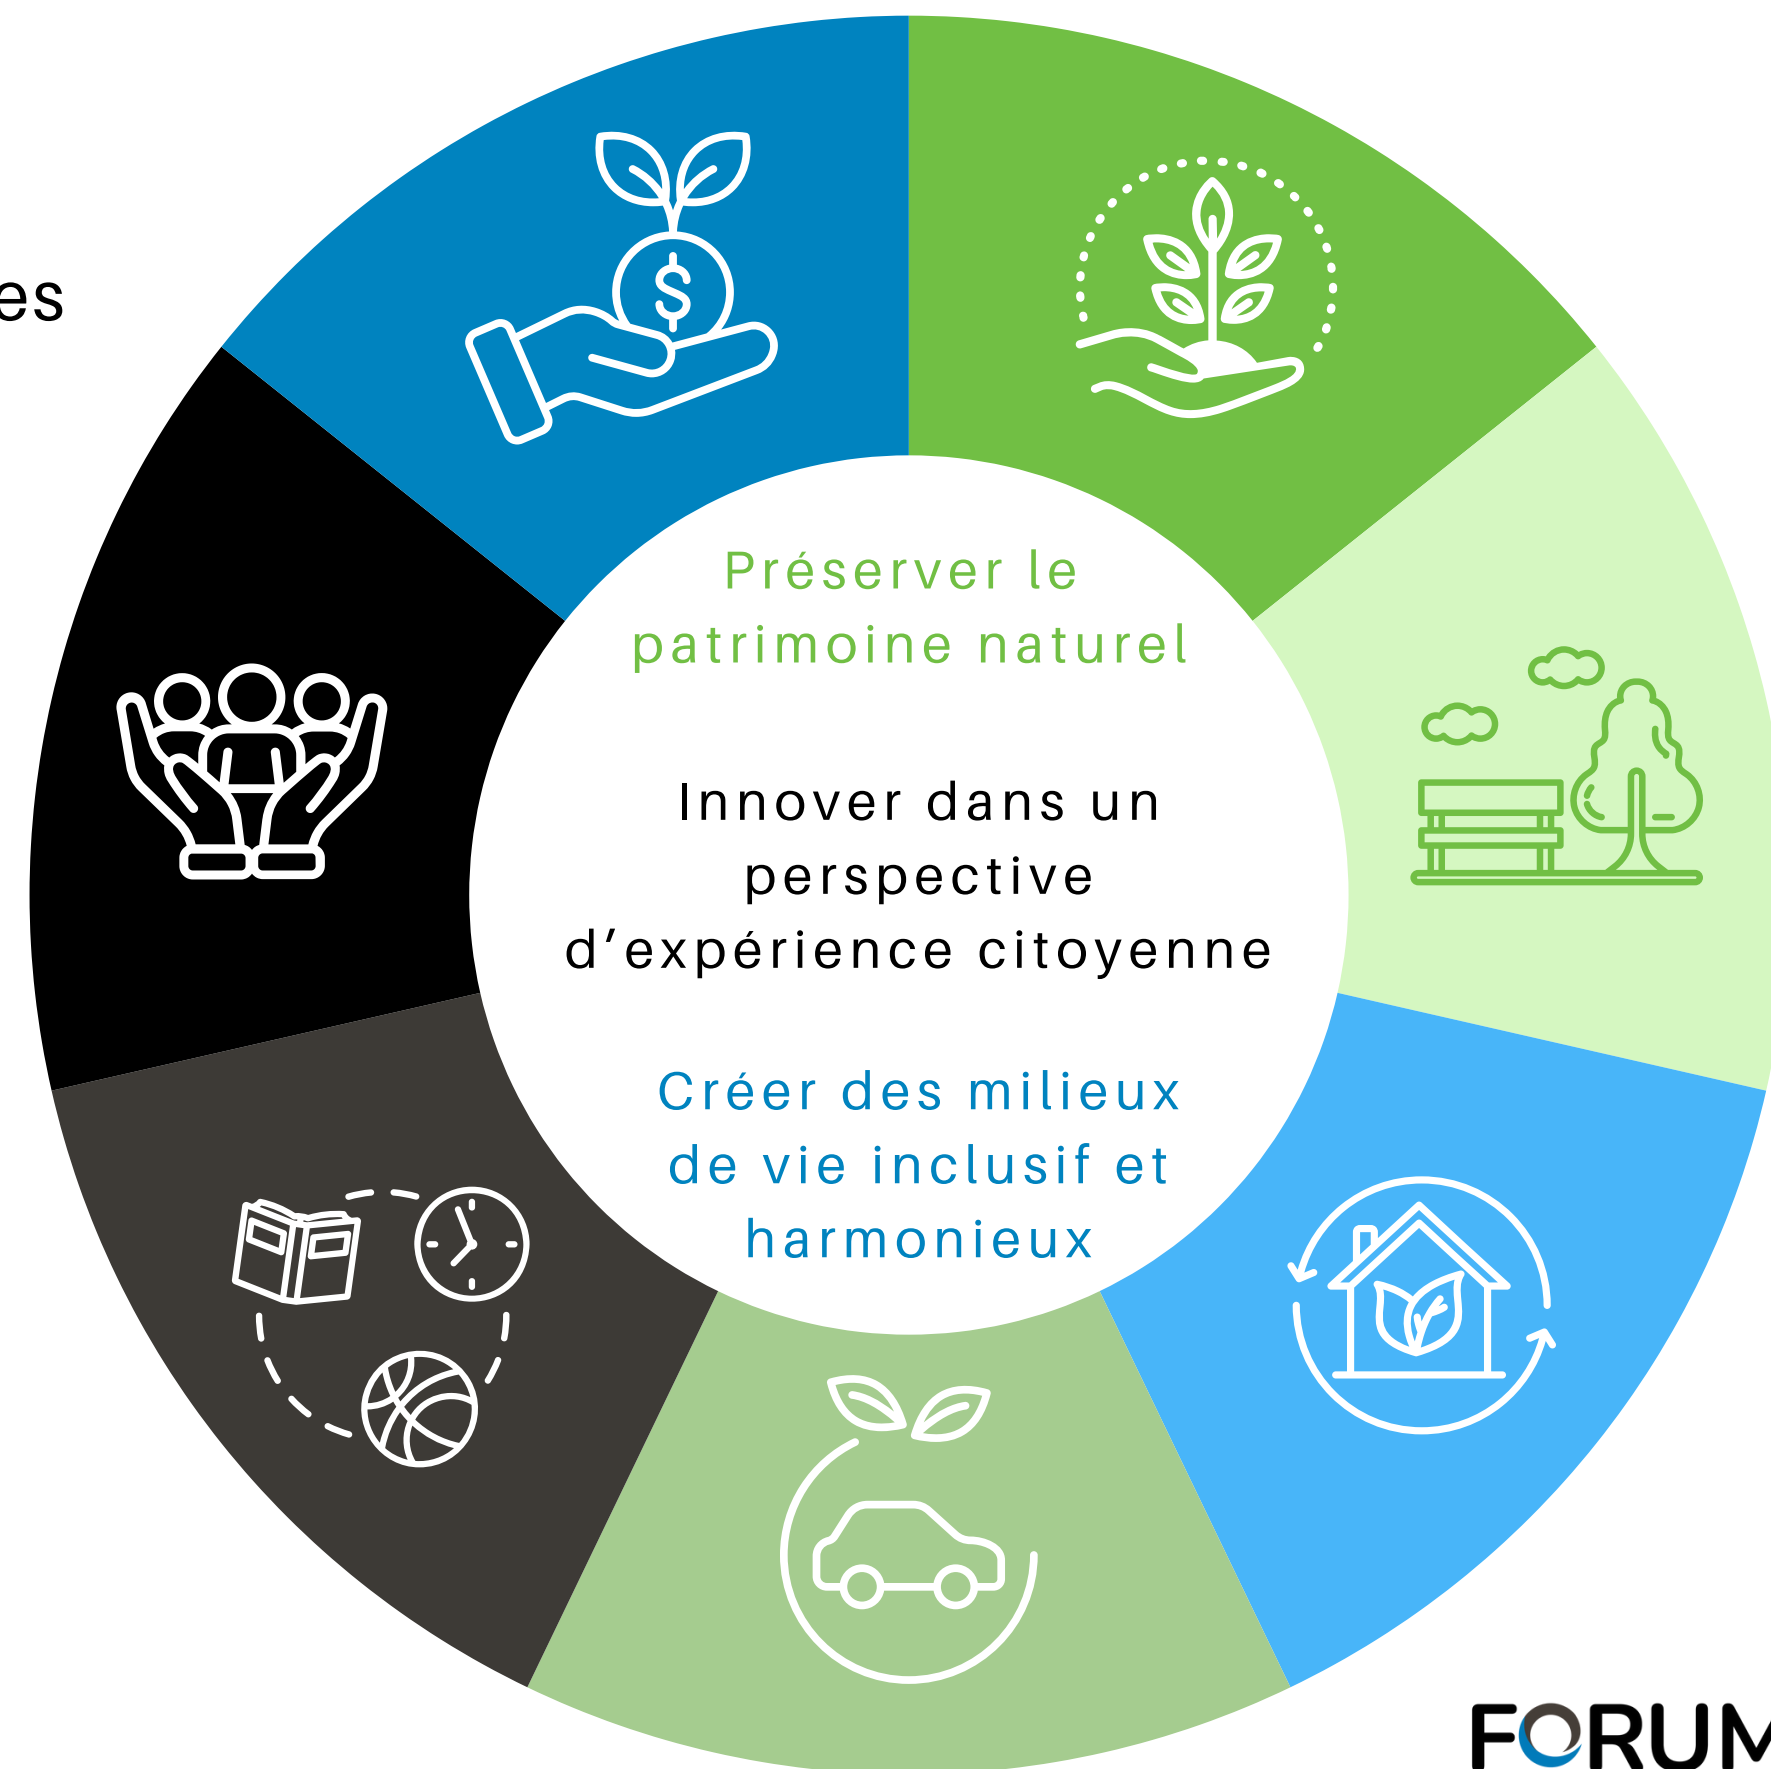 es
Préserver le
patrimoine naturel
Innover dans un
perspective
d’expérience citoyenne
Créer des milieux
de vie inclusif et
harmonieux
$
FORUM